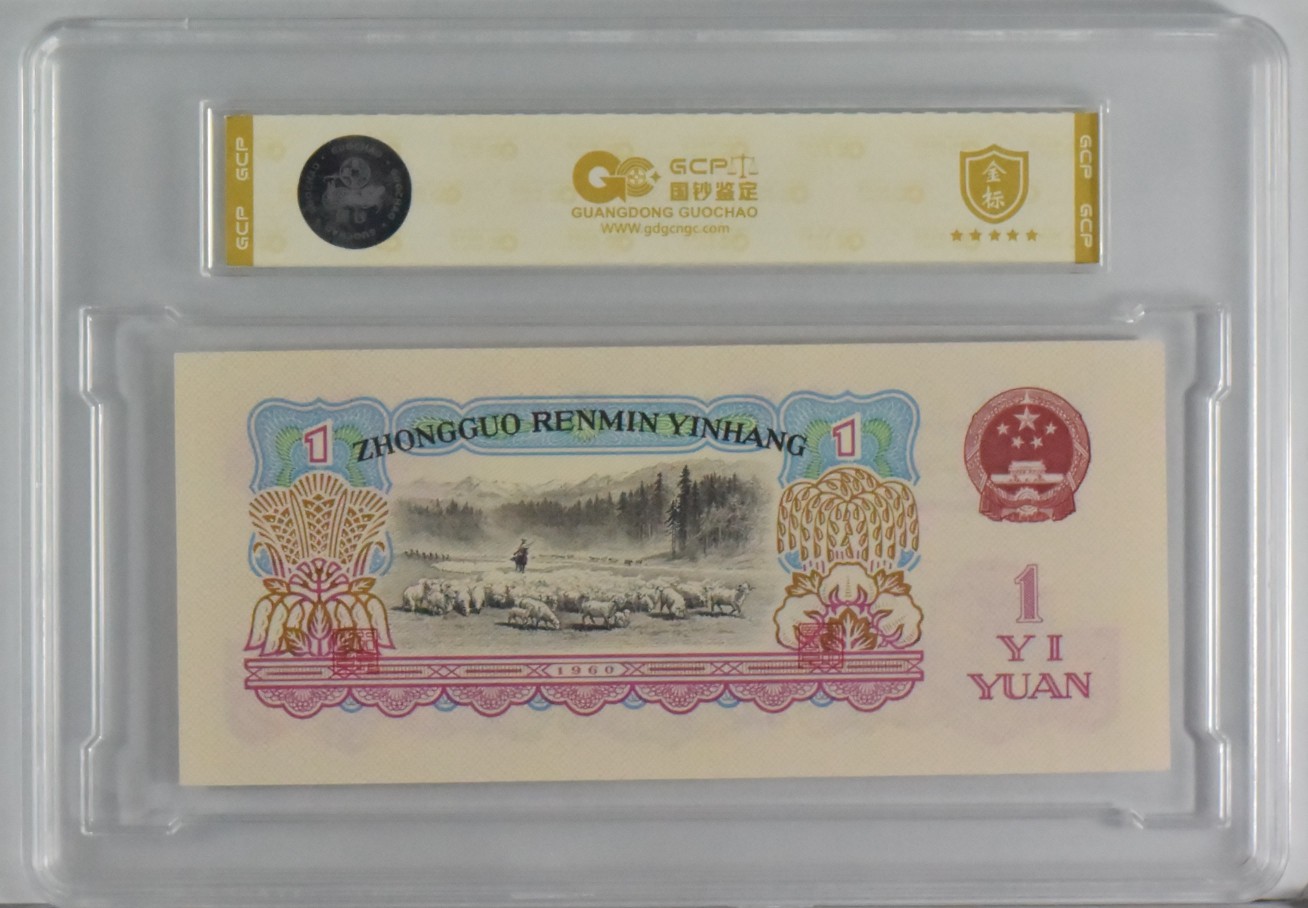 GCP GCP
GUOCHAO
GCP
国钞鉴定
GUANGDONG GUOCHAO
WWW.gdgcngc.com
金标
GCP GCP
ZHONGGUO RENMIN YINHANG
1
1
1960
1
YI
YUAN